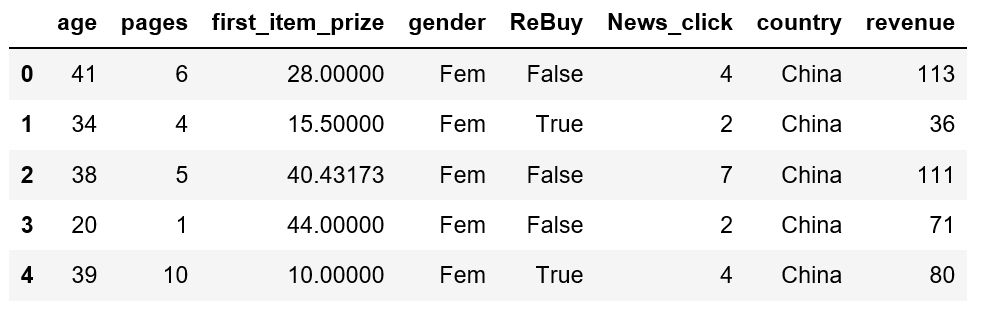 age pages first_item_prize gender ReBuy News_click country revenue
0 41 6 28.00000 Fem False 4 China 113
1 34 4 15.50000 Fem True 2 China 36
2 38 5 40.43173 Fem False 7 China 111
3 20 1 44.00000 Fem False 2 China 71
4 39 10 10.00000 Fem True 4 China 80